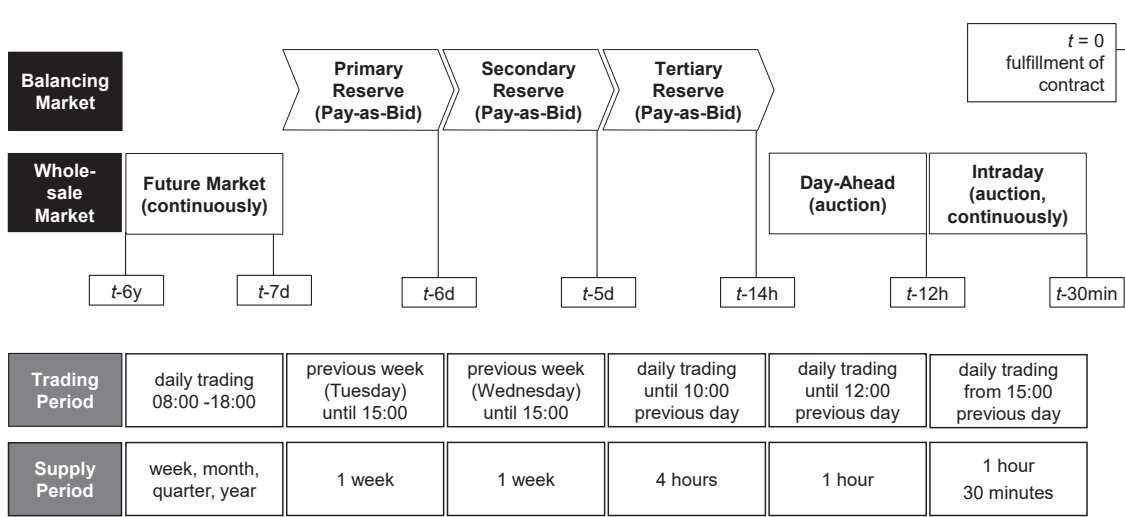 t = 0
fulfillment of
contract
Balancing
Market
Primary
Reserve
(Pay-as-Bid)
Secondary
Reserve
(Pay-as-Bid)
Tertiary
Reserve
(Pay-as-Bid)
Whole-
sale
Market
Future Market
(continuously)
Day-Ahead
(auction)
Intraday
(auction,
continuously)
t-6y
t-7d
t-6d
t-5d
t-14h
t-12h
t-30min
Trading
Period
daily trading
08:00 -18:00
previous week
(Tuesday)
until 15:00
previous week
(Wednesday)
until 15:00
daily trading
until 10:00
previous day
daily trading
until 12:00
previous day
daily trading
from 15:00
previous day
Supply
Period
week, month,
quarter, year
1 week
1 week
4 hours
1 hour
1 hour
30 minutes